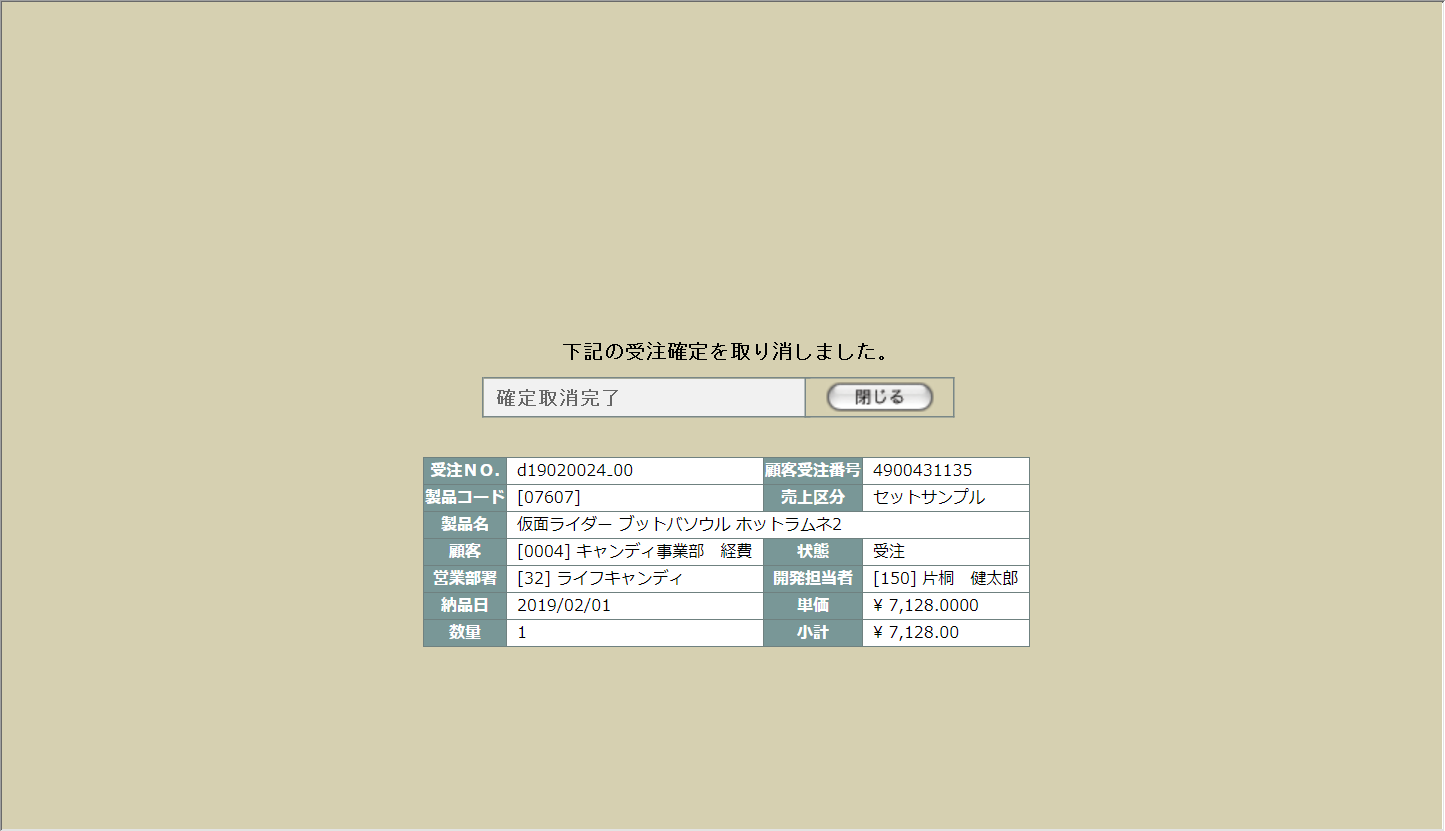 下記の受注確定を取り消しました。
確定取消完了 閉じる
受注ＮＯ. d19020024_00 顧客受注番号 4900431135
製品コード [07607] 売上区分 セットサンプル
製品名 仮面ライダー ブットバソウル ホットラムネ2
顧客 [0004] キャンディ事業部　経費 状態 受注
営業部署 [32] ライフキャンディ 開発担当者 [150] 片桐　健太郎
納品日 2019/02/01 単価 ¥ 7,128.0000
数量 1 小計 ¥ 7,128.00